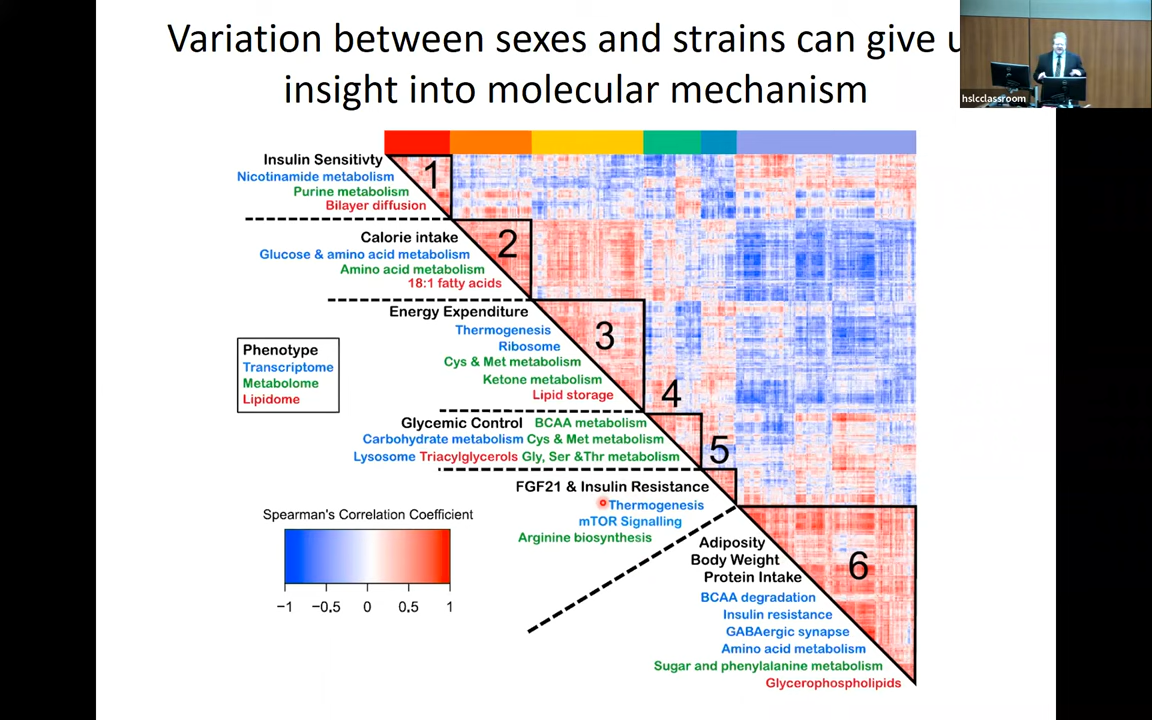 Variation between sexes and strains can give
insight into molecular mechanism
hslcclassroom
1
Insulin Sensitivty
Nicotinamide metabolism
Purine metabolism
Bilayer diffusion
2
Calorie intake
Glucose & amino acid metabolism
Amino acid metabolism
18:1 fatty acids
3
Energy Expenditure
Thermogenesis
Ribosome
Cys & Met metabolism
Ketone metabolism
Lipid storage
Phenotype
Transcriptome
Metabolome
Lipidome
4
Glycemic Control BCAA metabolism
Carbohydrate metabolism Cys & Met metabolism
Lysosome Triacylglycerols Gly, Ser &Thr metabolism
5
FGF21 & Insulin Resistance
Thermogenesis
mTOR Signalling
Arginine biosynthesis
6
Adiposity
Body Weight
Protein Intake
BCAA degradation
Insulin resistance
GABAergic synapse
Amino acid metabolism
Sugar and phenylalanine metabolism
Glycerophospholipids
Spearman's Correlation Coefficient
−1 −0.5 0 0.5 1